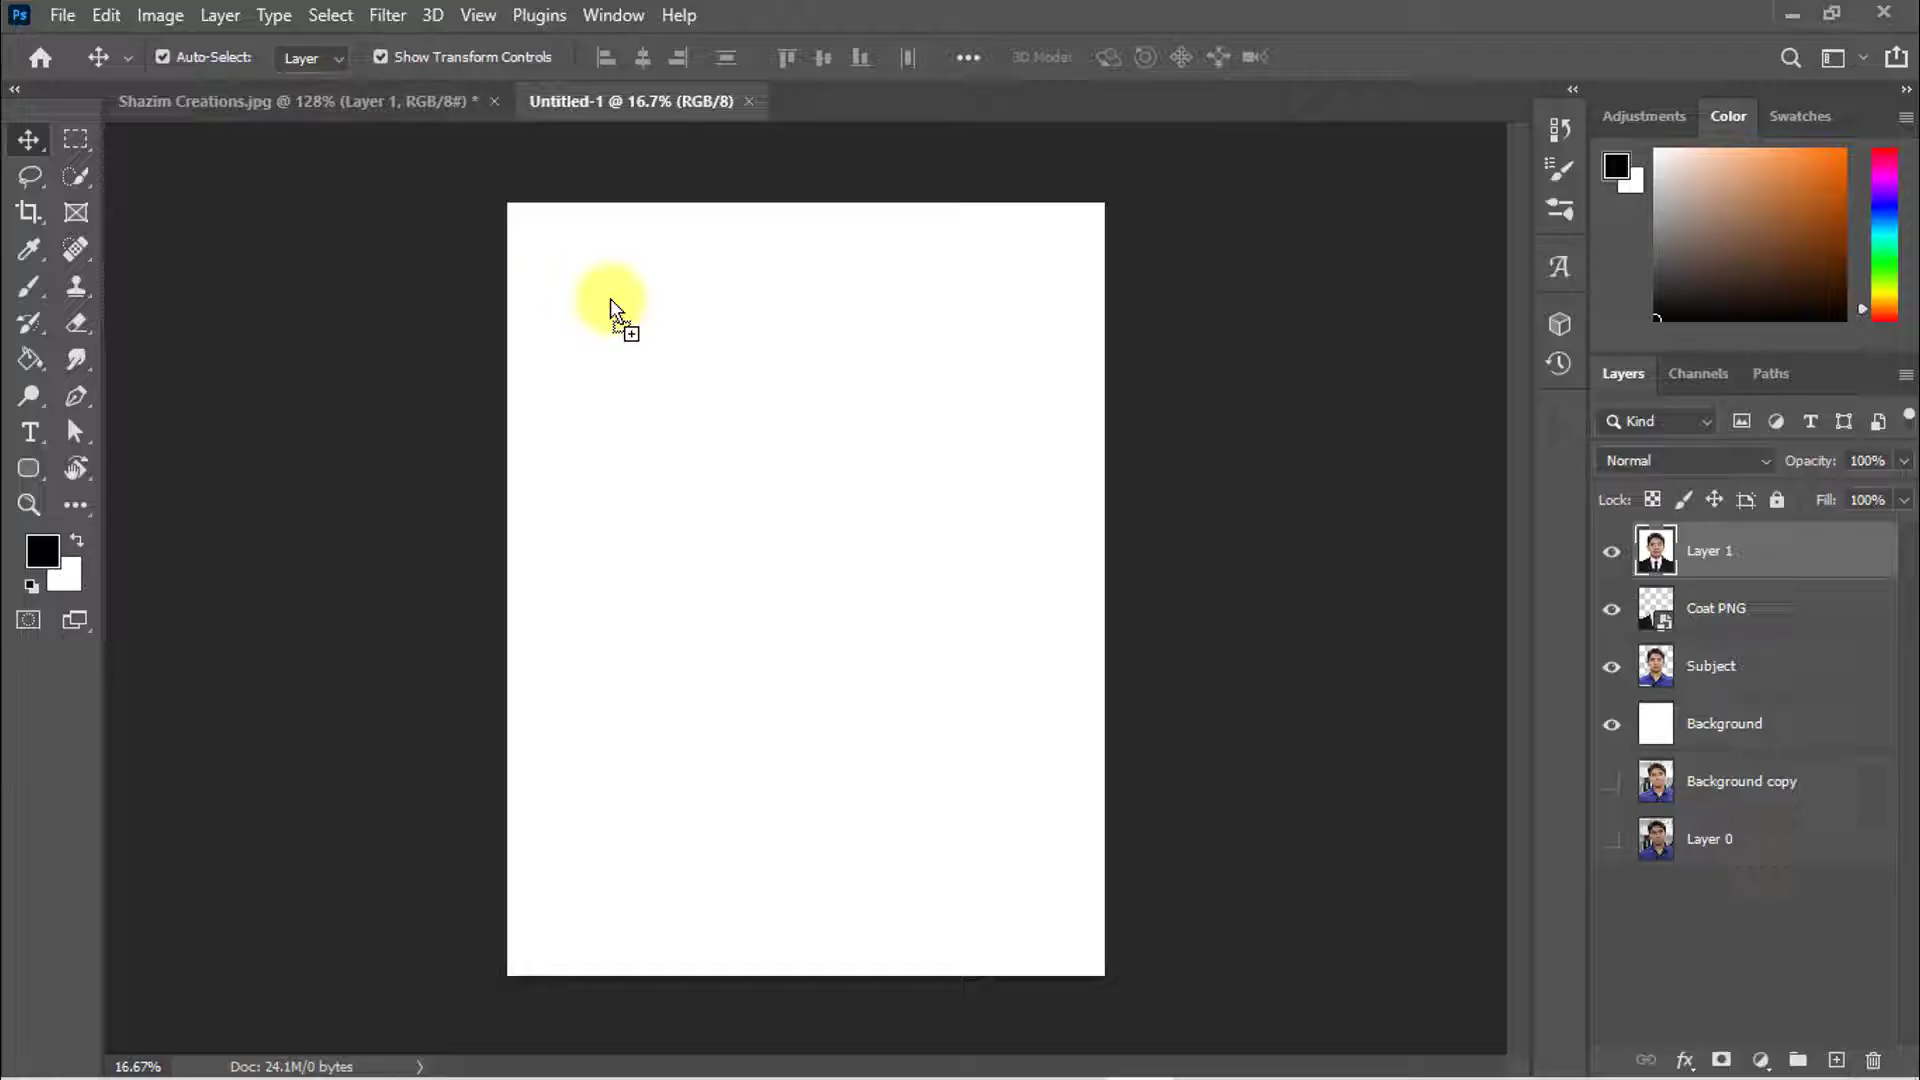 Ps File Edit Image Layer Type Select Filter 3D View Plugins Window Help
Auto-Select: Layer Show Transform Controls 3D Mode:
Shazim Creations.jpg @ 128% (Layer 1, RGB/8#) * Untitled-1 @ 16.7% (RGB/8)
Adjustments Color Swatches
Layers Channels Paths
Kind
Normal Opacity: 100%
Lock: Fill: 100%
Layer 1
Coat PNG
Subject
Background
Background copy
Layer 0
16.67% Doc: 24.1M/0 bytes